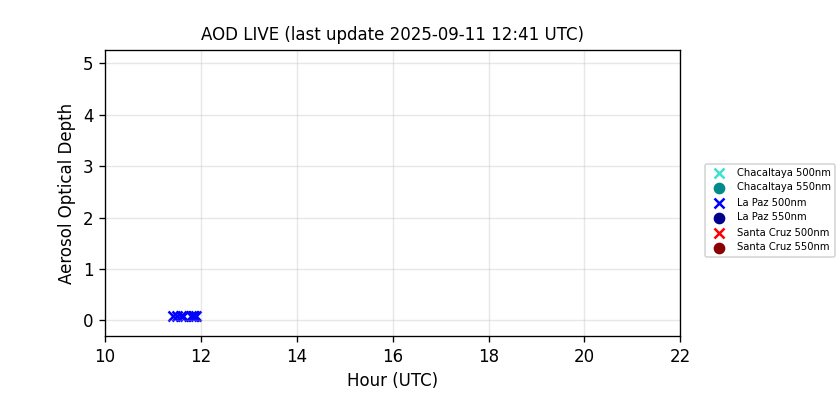 AOD LIVE (last update 2025-09-11 12:41 UTC)
Aerosol Optical Depth
5
4
3
2
1
0
10 12 14 16 18 20 22
Hour (UTC)
Chacaltaya 500nm
Chacaltaya 550nm
La Paz 500nm
La Paz 550nm
Santa Cruz 500nm
Santa Cruz 550nm